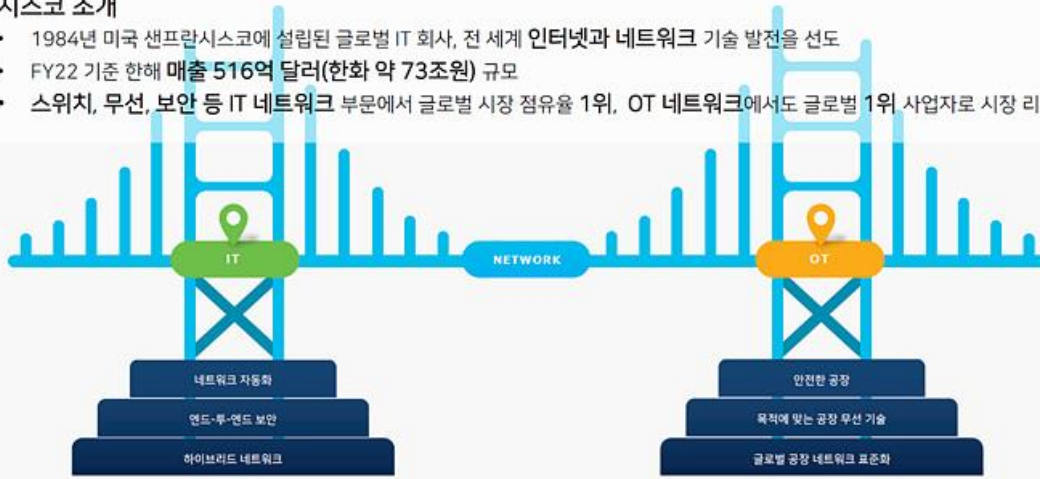 시스코 소개
• 1984년 미국 샌프란시스코에 설립된 글로벌 IT 회사, 전 세계 인터넷과 네트워크 기술 발전을 선도
• FY22 기준 한해 매출 516억 달러(한화 약 73조원) 규모
• 스위치, 무선, 보안 등 IT 네트워크 부문에서 글로벌 시장 점유율 1위, OT 네트워크에서도 글로벌 1위 사업자로 시장 리
IT
NETWORK
OT
네트워크 자동화
엔드-투-엔드 보안
하이브리드 네트워크
안전한 공장
목적에 맞는 공장 무선 기술
글로벌 공장 네트워크 표준화